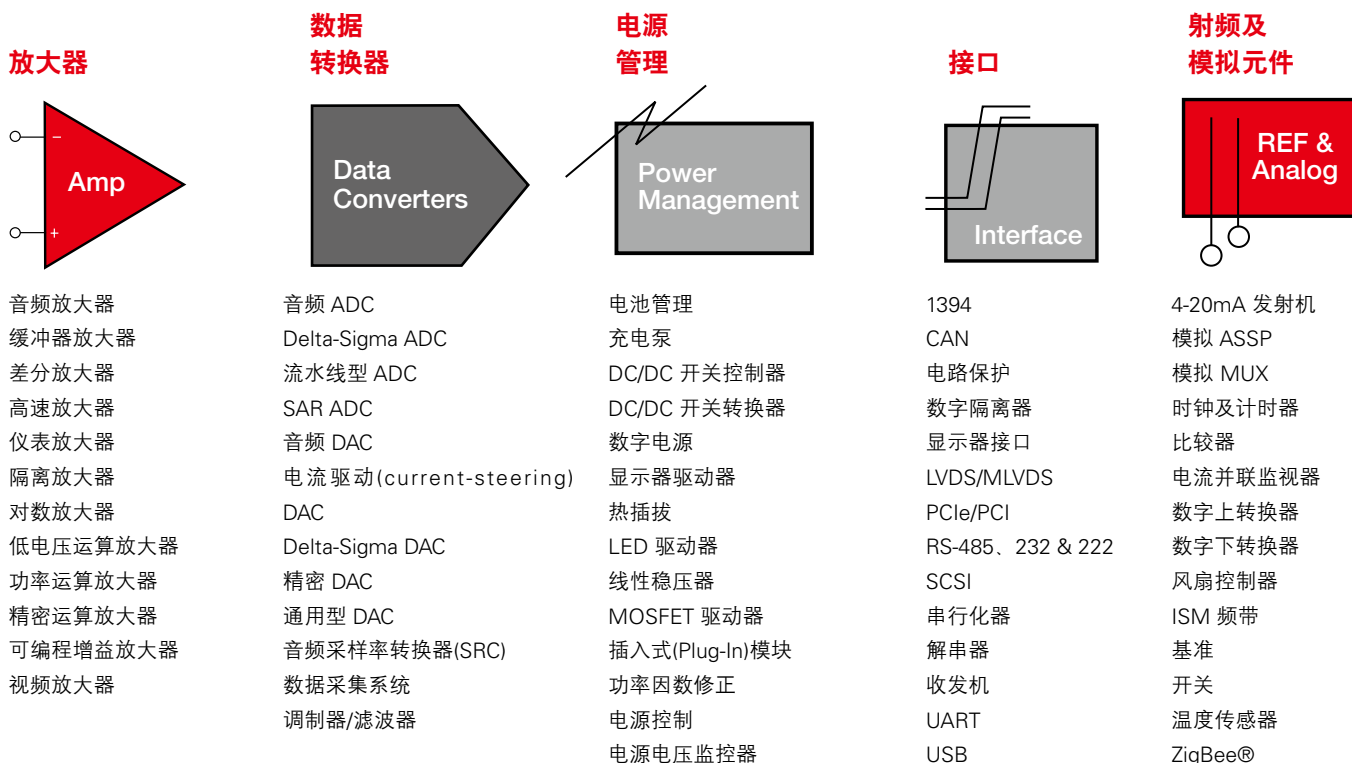 放大器
数据
转换器
电源
管理
接口
射频及
模拟元件
−
Amp
+
Data
Converters
Power
Management
Interface
REF &
Analog
音频放大器
缓冲器放大器
差分放大器
高速放大器
仪表放大器
隔离放大器
对数放大器
低电压运算放大器
功率运算放大器
精密运算放大器
可编程增益放大器
视频放大器
音频 ADC
Delta-Sigma ADC
流水线型 ADC
SAR ADC
音频 DAC
电流驱动(current-steering)
DAC
Delta-Sigma DAC
精密 DAC
通用型 DAC
音频采样率转换器(SRC)
数据采集系统
调制器/滤波器
电池管理
充电泵
DC/DC 开关控制器
DC/DC 开关转换器
数字电源
显示器驱动器
热插拔
LED 驱动器
线性稳压器
MOSFET 驱动器
插入式(Plug-In)模块
功率因数修正
电源控制
电源电压监控器
1394
CAN
电路保护
数字隔离器
显示器接口
LVDS/MLVDS
PCIe/PCI
RS-485、232 & 222
SCSI
串行化器
解串器
收发机
UART
USB
4-20mA 发射机
模拟 ASSP
模拟 MUX
时钟及计时器
比较器
电流并联监视器
数字上转换器
数字下转换器
风扇控制器
ISM 频带
基准
开关
温度传感器
ZigBee®